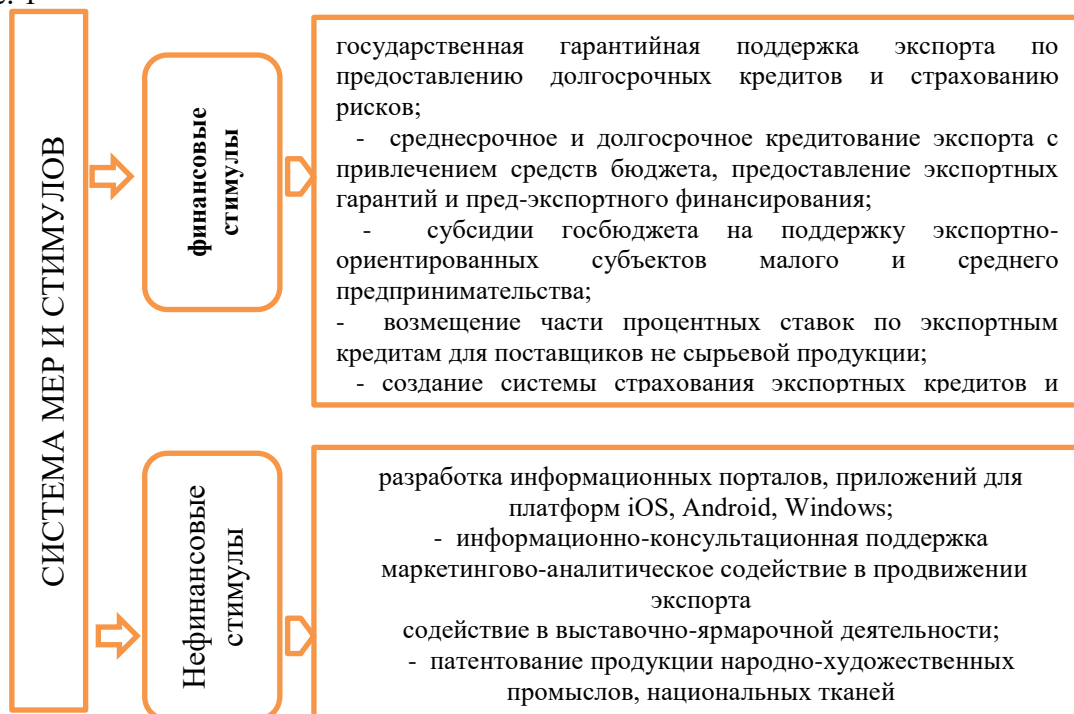 СИСТЕМА МЕР И СТИМУЛОВ
финансовые
стимулы
государственная гарантийная поддержка экспорта по
предоставлению долгосрочных кредитов и страхованию
рисков;
- среднесрочное и долгосрочное кредитование экспорта с
привлечением средств бюджета, предоставление экспортных
гарантий и пред-экспортного финансирования;
- субсидии госбюджета на поддержку экспортно-
ориентированных субъектов малого и среднего
предпринимательства;
- возмещение части процентных ставок по экспортным
кредитам для поставщиков не сырьевой продукции;
- создание системы страхования экспортных кредитов и
Нефинансовые
стимулы
разработка информационных порталов, приложений для
платформ iOS, Android, Windows;
- информационно-консультационная поддержка
маркетингово-аналитическое содействие в продвижении
экспорта
содействие в выставочно-ярмарочной деятельности;
- патентование продукции народно-художественных
промыслов, национальных тканей